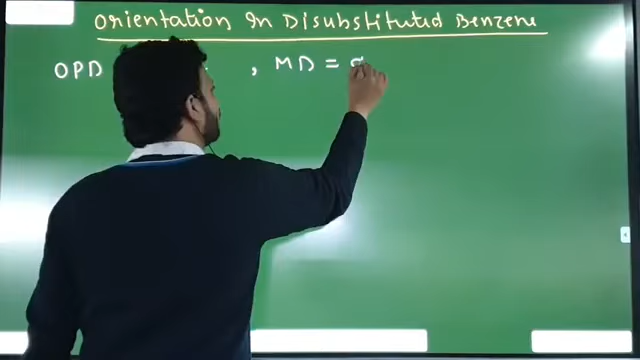 Orientation In Disubstituted Benzene
OPD , MD =